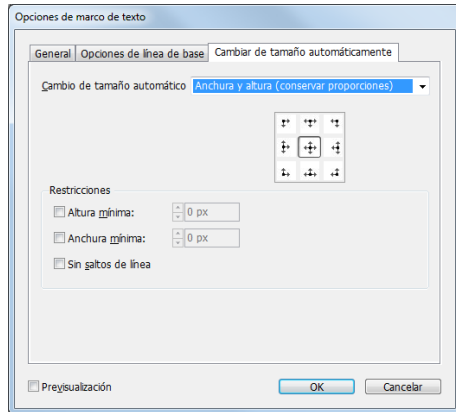 Opciones de marco de texto
General Opciones de línea de base Cambiar de tamaño automáticamente
Cambio de tamaño automático Anchura y altura (conservar proporciones)
Restricciones
Altura mínima: 0 px
Anchura mínima: 0 px
Sin saltos de línea
Previsualización OK Cancelar